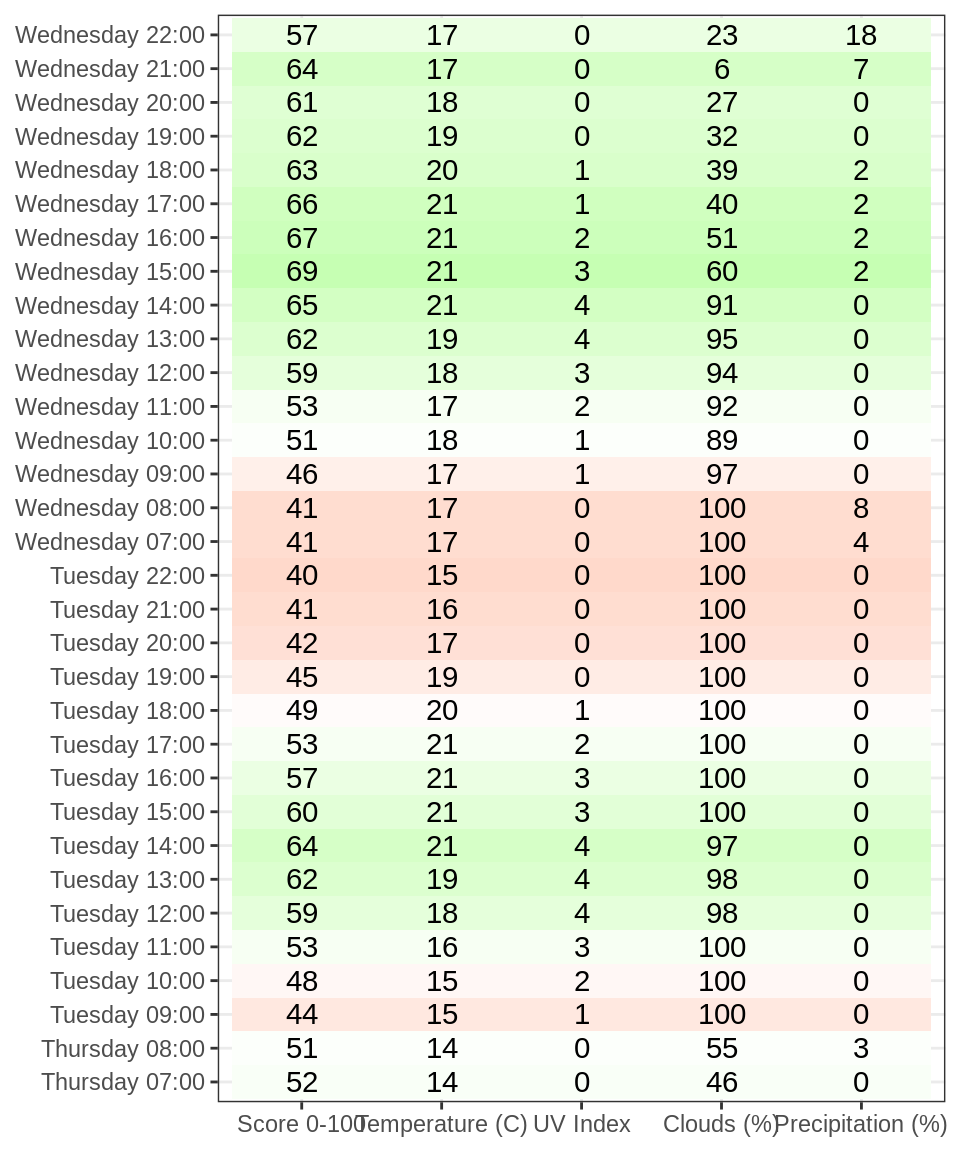 Wednesday 22:00 57 17 0 23 18
Wednesday 21:00 64 17 0 6 7
Wednesday 20:00 61 18 0 27 0
Wednesday 19:00 62 19 0 32 0
Wednesday 18:00 63 20 1 39 2
Wednesday 17:00 66 21 1 40 2
Wednesday 16:00 67 21 2 51 2
Wednesday 15:00 69 21 3 60 2
Wednesday 14:00 65 21 4 91 0
Wednesday 13:00 62 19 4 95 0
Wednesday 12:00 59 18 3 94 0
Wednesday 11:00 53 17 2 92 0
Wednesday 10:00 51 18 1 89 0
Wednesday 09:00 46 17 1 97 0
Wednesday 08:00 41 17 0 100 8
Wednesday 07:00 41 17 0 100 4
Tuesday 22:00 40 15 0 100 0
Tuesday 21:00 41 16 0 100 0
Tuesday 20:00 42 17 0 100 0
Tuesday 19:00 45 19 0 100 0
Tuesday 18:00 49 20 1 100 0
Tuesday 17:00 53 21 2 100 0
Tuesday 16:00 57 21 3 100 0
Tuesday 15:00 60 21 3 100 0
Tuesday 14:00 64 21 4 97 0
Tuesday 13:00 62 19 4 98 0
Tuesday 12:00 59 18 4 98 0
Tuesday 11:00 53 16 3 100 0
Tuesday 10:00 48 15 2 100 0
Tuesday 09:00 44 15 1 100 0
Thursday 08:00 51 14 0 55 3
Thursday 07:00 52 14 0 46 0
Score 0-100 Temperature (C) UV Index Clouds (%) Precipitation (%)